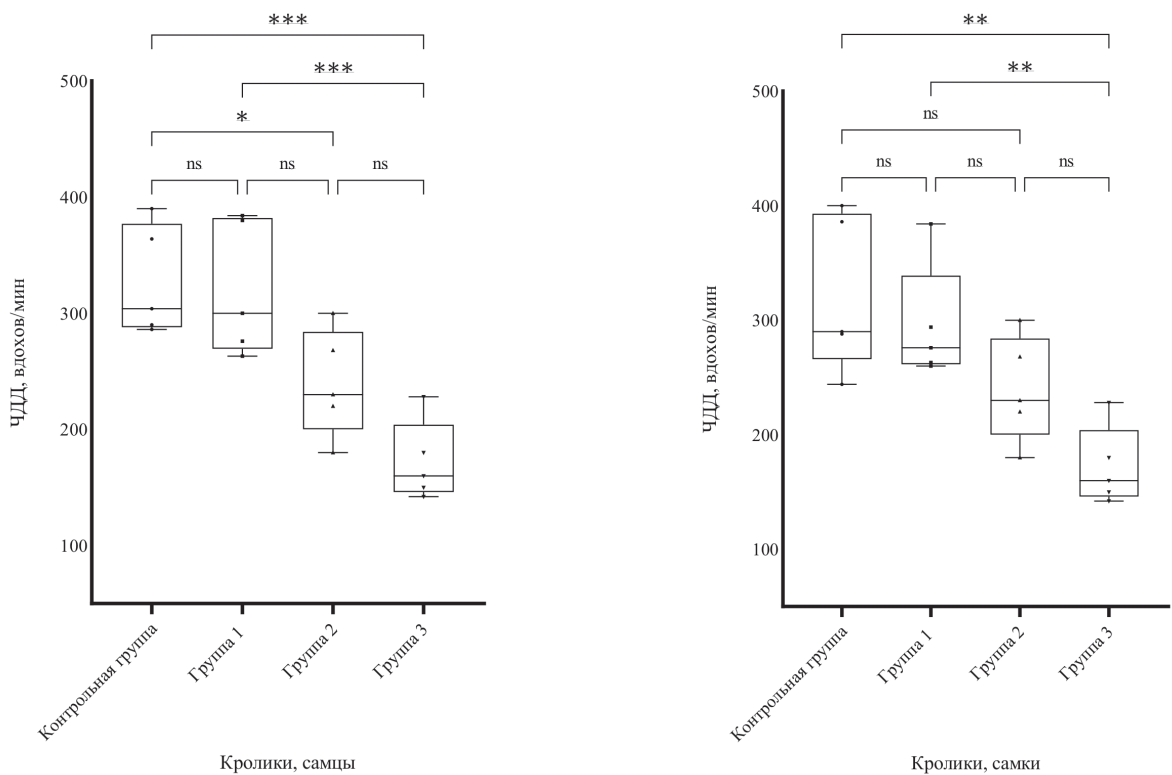 ***
***
*
ns ns ns
500
400
300
200
100
ЧДД, вдохов/мин
Контрольная группа
Группа 1
Группа 2
Группа 3
Кролики, самцы
**
**
ns
ns ns ns
500
400
300
200
100
ЧДД, вдохов/мин
Контрольная группа
Группа 1
Группа 2
Группа 3
Кролики, самки